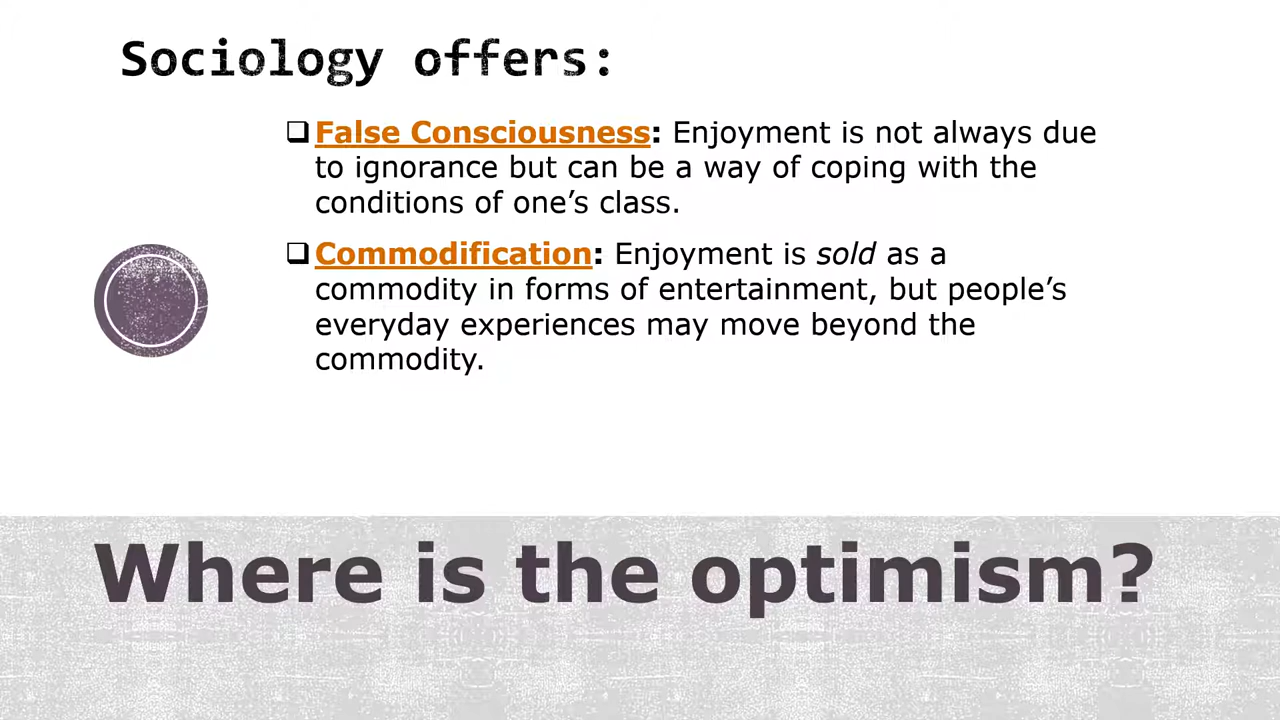 Sociology offers:
❑False Consciousness: Enjoyment is not always due
to ignorance but can be a way of coping with the
conditions of one’s class.
❑Commodification: Enjoyment is sold as a
commodity in forms of entertainment, but people’s
everyday experiences may move beyond the
commodity.
Where is the optimism?